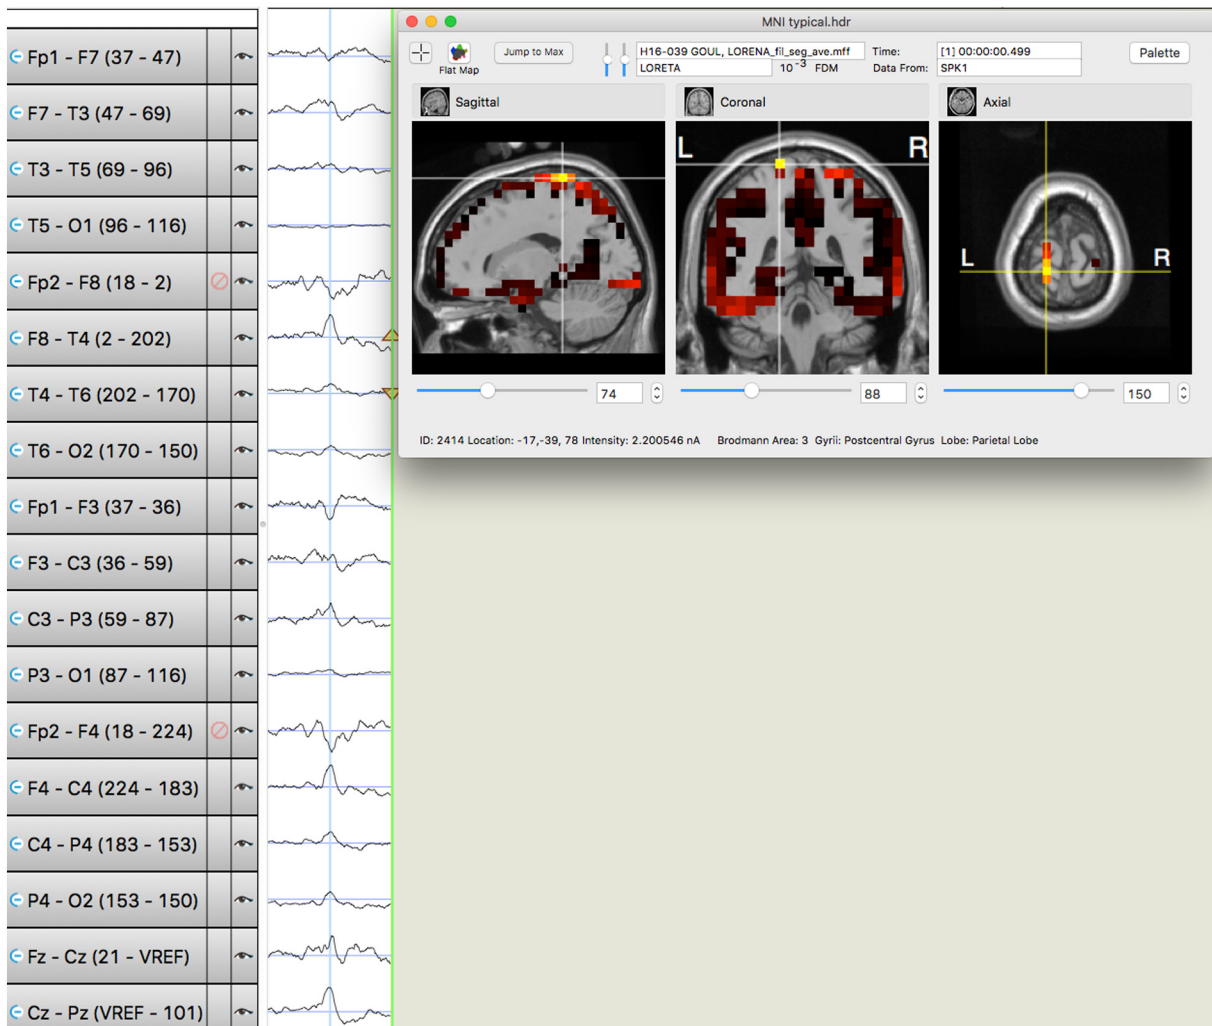 MNI typical.hdr
Flat Map
Jump to Max
H16-039 GOUL, LORENA_fil_seg_ave.mff
Time:
[1] 00:00:00.499
LORETA
10-3 FDM
Data From:
SPK1
Palette
Sagittal
Coronal
Axial
L
R
L
R
74
88
150
ID: 2414 Location: -17,-39, 78 Intensity: 2.200546 nA Brodmann Area: 3 Gyrii: Postcentral Gyrus Lobe: Parietal Lobe
Fp1 - F7 (37 - 47)
F7 - T3 (47 - 69)
T3 - T5 (69 - 96)
T5 - O1 (96 - 116)
Fp2 - F8 (18 - 2)
F8 - T4 (2 - 202)
T4 - T6 (202 - 170)
T6 - O2 (170 - 150)
Fp1 - F3 (37 - 36)
F3 - C3 (36 - 59)
C3 - P3 (59 - 87)
P3 - O1 (87 - 116)
Fp2 - F4 (18 - 224)
F4 - C4 (224 - 183)
C4 - P4 (183 - 153)
P4 - O2 (153 - 150)
Fz - Cz (21 - VREF)
Cz - Pz (VREF - 101)